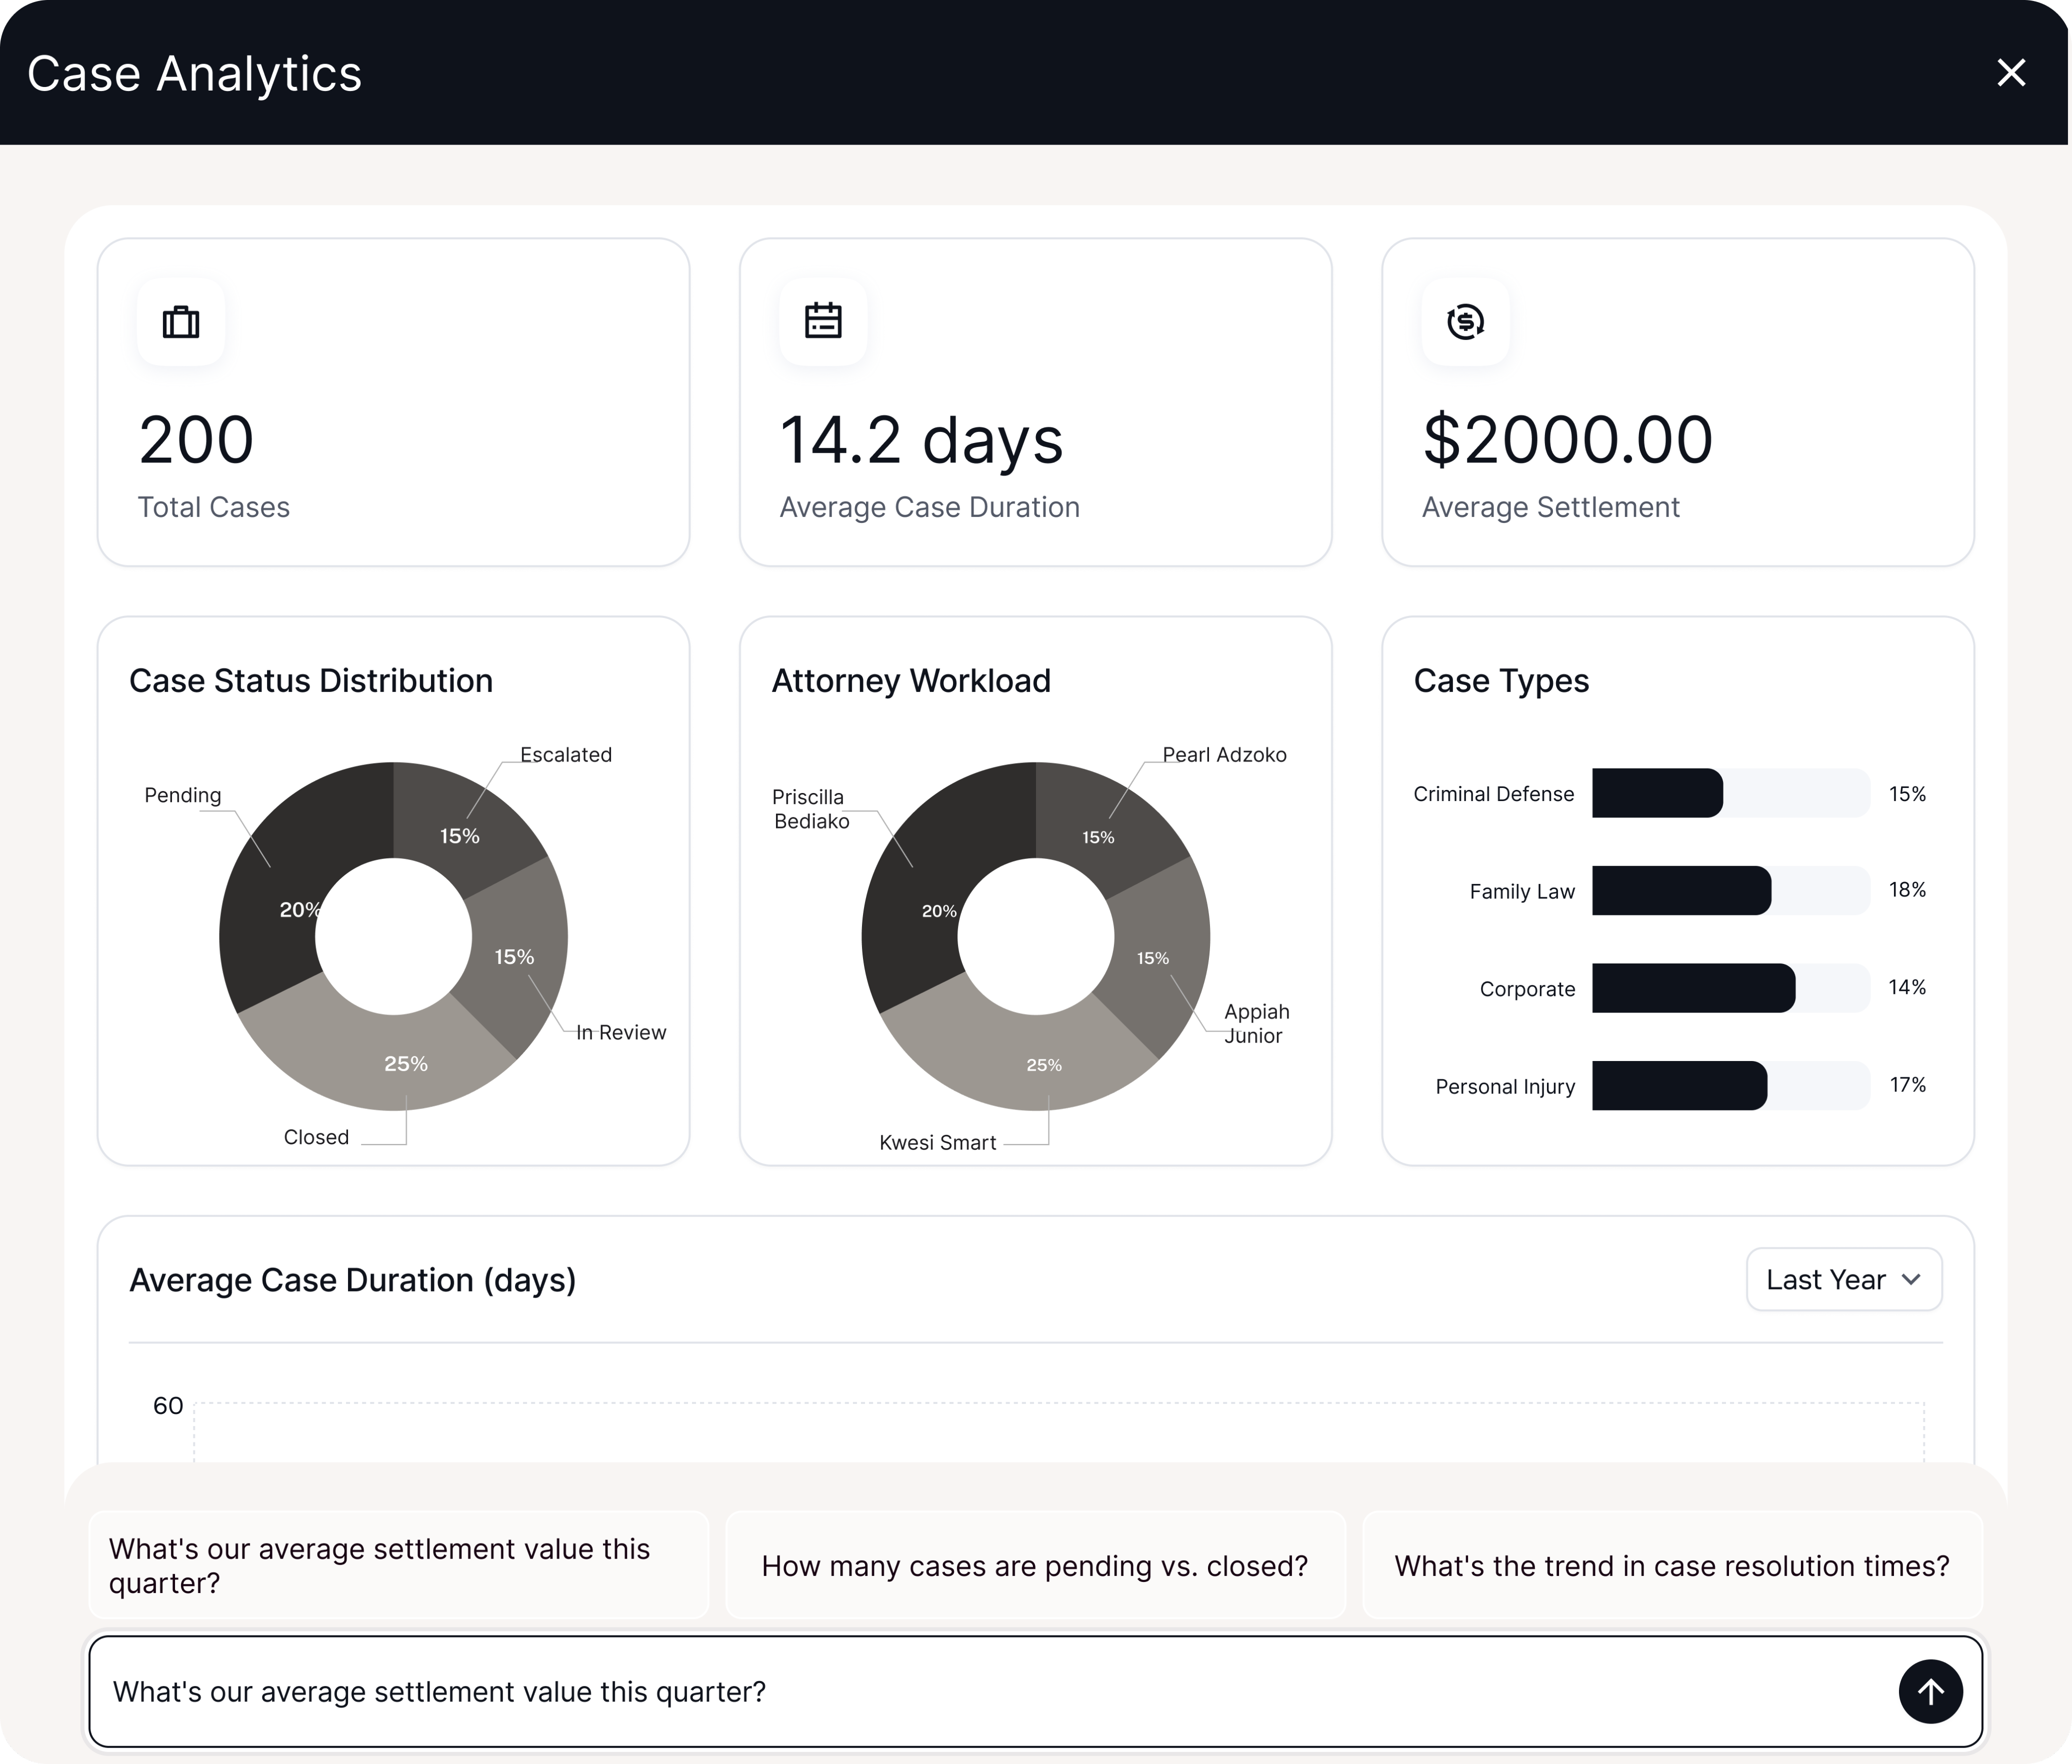 Case Analytics
200
Total Cases
14.2 days
Average Case Duration
$2000.00
Average Settlement
Case Status Distribution
Escalated
Pending
15%
20%
15%
In Review
25%
Closed
Attorney Workload
Pearl Adzoko
Priscilla
Bediako
15%
20%
15%
Appiah
Junior
25%
Kwesi Smart
Case Types
Criminal Defense 15%
Family Law 18%
Corporate 14%
Personal Injury 17%
Average Case Duration (days)
Last Year
60
What's our average settlement value this
quarter?
How many cases are pending vs. closed?
What's the trend in case resolution times?
What's our average settlement value this quarter?